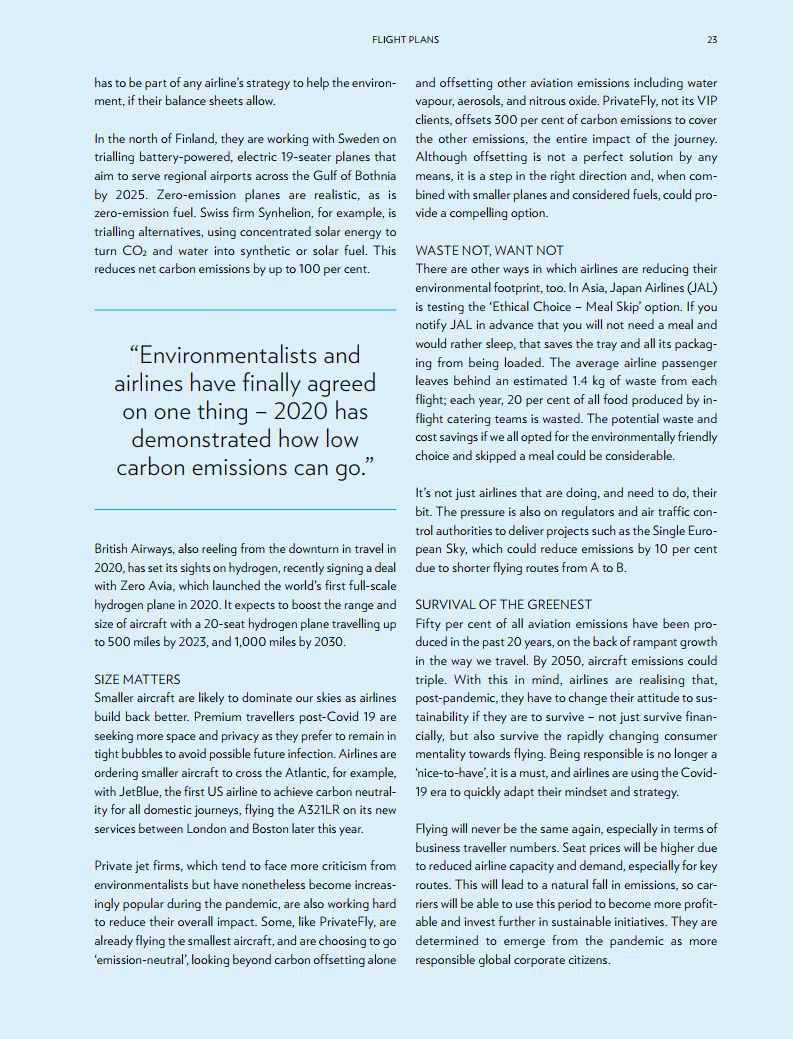 FLIGHT PLANS
23
has to be part of any airline's strategy to help the environ-
ment, if their balance sheets allow.
In the north of Finland, they are working with Sweden on
trialling battery-powered, electric 19-seater planes that
aim to serve regional airports across the Gulf of Bothnia
by 2025. Zero-emission planes are realistic, as is
zero-emission fuel. Swiss firm Synhelion, for example, is
trialling alternatives, using concentrated solar energy to
turn CO₂ and water into synthetic or solar fuel. This
reduces net carbon emissions by up to 100 per cent.
“Environmentalists and
airlines have finally agreed
on one thing – 2020 has
demonstrated how low
carbon emissions can go.”
British Airways, also reeling from the downturn in travel in
2020, has set its sights on hydrogen, recently signing a deal
with Zero Avia, which launched the world's first full-scale
hydrogen plane in 2020. It expects to boost the range and
size of aircraft with a 20-seat hydrogen plane travelling up
to 500 miles by 2023, and 1,000 miles by 2030.
SIZE MATTERS
Smaller aircraft are likely to dominate our skies as airlines
build back better. Premium travellers post-Covid 19 are
seeking more space and privacy as they prefer to remain in
tight bubbles to avoid possible future infection. Airlines are
ordering smaller aircraft to cross the Atlantic, for example,
with JetBlue, the first US airline to achieve carbon neutral-
ity for all domestic journeys, flying the A321LR on its new
services between London and Boston later this year.
Private jet firms, which tend to face more criticism from
environmentalists but have nonetheless become increas-
ingly popular during the pandemic, are also working hard
to reduce their overall impact. Some, like PrivateFly, are
already flying the smallest aircraft, and are choosing to go
‘emission-neutral’, looking beyond carbon offsetting alone
and offsetting other aviation emissions including water
vapour, aerosols, and nitrous oxide. PrivateFly, not its VIP
clients, offsets 300 per cent of carbon emissions to cover
the other emissions, the entire impact of the journey.
Although offsetting is not a perfect solution by any
means, it is a step in the right direction and, when com-
bined with smaller planes and considered fuels, could pro-
vide a compelling option.
WASTE NOT, WANT NOT
There are other ways in which airlines are reducing their
environmental footprint, too. In Asia, Japan Airlines (JAL)
is testing the ‘Ethical Choice – Meal Skip’ option. If you
notify JAL in advance that you will not need a meal and
would rather sleep, that saves the tray and all its packag-
ing from being loaded. The average airline passenger
leaves behind an estimated 1.4 kg of waste from each
flight; each year, 20 per cent of all food produced by in-
flight catering teams is wasted. The potential waste and
cost savings if we all opted for the environmentally friendly
choice and skipped a meal could be considerable.
It's not just airlines that are doing, and need to do, their
bit. The pressure is also on regulators and air traffic con-
trol authorities to deliver projects such as the Single Euro-
pean Sky, which could reduce emissions by 10 per cent
due to shorter flying routes from A to B.
SURVIVAL OF THE GREENEST
Fifty per cent of all aviation emissions have been pro-
duced in the past 20 years, on the back of rampant growth
in the way we travel. By 2050, aircraft emissions could
triple. With this in mind, airlines are realising that,
post-pandemic, they have to change their attitude to sus-
tainability if they are to survive – not just survive finan-
cially, but also survive the rapidly changing consumer
mentality towards flying. Being responsible is no longer a
‘nice-to-have’, it is a must, and airlines are using the Covid-
19 era to quickly adapt their mindset and strategy.
Flying will never be the same again, especially in terms of
business traveller numbers. Seat prices will be higher due
to reduced airline capacity and demand, especially for key
routes. This will lead to a natural fall in emissions, so car-
riers will be able to use this period to become more profit-
able and invest further in sustainable initiatives. They are
determined to emerge from the pandemic as more
responsible global corporate citizens.